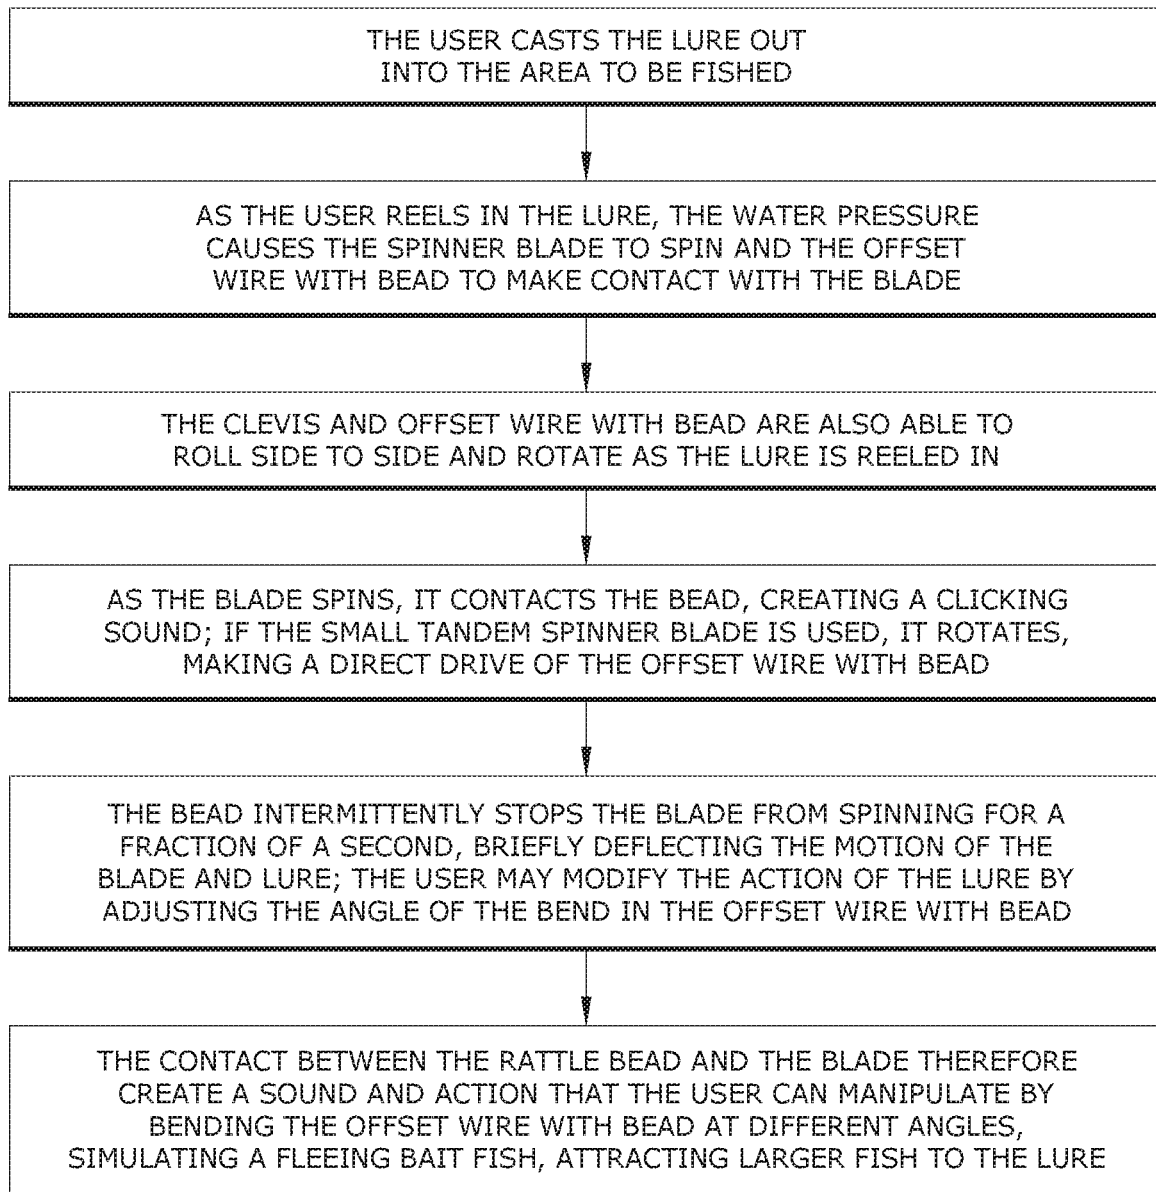 THE USER CASTS THE LURE OUT
INTO THE AREA TO BE FISHED
AS THE USER REELS IN THE LURE, THE WATER PRESSURE
CAUSES THE SPINNER BLADE TO SPIN AND THE OFFSET
WIRE WITH BEAD TO MAKE CONTACT WITH THE BLADE
THE CLEVIS AND OFFSET WIRE WITH BEAD ARE ALSO ABLE TO
ROLL SIDE TO SIDE AND ROTATE AS THE LURE IS REELED IN
AS THE BLADE SPINS, IT CONTACTS THE BEAD, CREATING A CLICKING
SOUND; IF THE SMALL TANDEM SPINNER BLADE IS USED, IT ROTATES,
MAKING A DIRECT DRIVE OF THE OFFSET WIRE WITH BEAD
THE BEAD INTERMITTENTLY STOPS THE BLADE FROM SPINNING FOR A
FRACTION OF A SECOND, BRIEFLY DEFLECTING THE MOTION OF THE
BLADE AND LURE; THE USER MAY MODIFY THE ACTION OF THE LURE BY
ADJUSTING THE ANGLE OF THE BEND IN THE OFFSET WIRE WITH BEAD
THE CONTACT BETWEEN THE RATTLE BEAD AND THE BLADE THEREFORE
CREATE A SOUND AND ACTION THAT THE USER CAN MANIPULATE BY
BENDING THE OFFSET WIRE WITH BEAD AT DIFFERENT ANGLES,
SIMULATING A FLEEING BAIT FISH, ATTRACTING LARGER FISH TO THE LURE